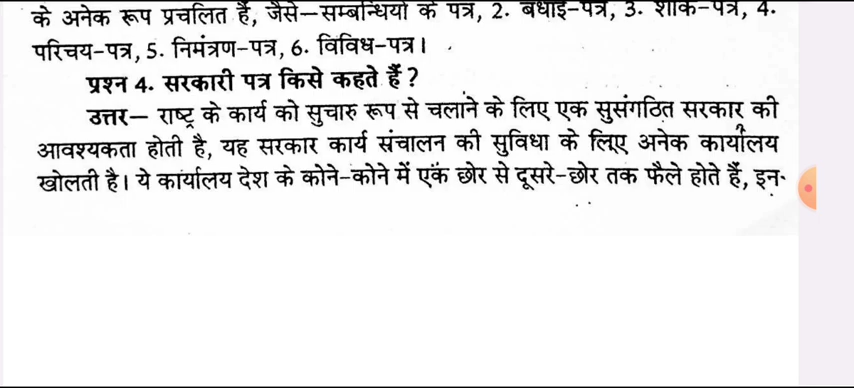 के अनेक रूप प्रचलित हैं, जैसे—सम्बन्धियों के पत्र, 2. बधाई-पत्र, 3. शोक-पत्र, 4.
परिचय-पत्र, 5. निमंत्रण-पत्र, 6. विविध-पत्र।
प्रश्न 4. सरकारी पत्र किसे कहते हैं ?
उत्तर— राष्ट्र के कार्य को सुचारु रूप से चलाने के लिए एक सुसंगठित सरकार की
आवश्यकता होती है, यह सरकार कार्य संचालन की सुविधा के लिए अनेक कार्यालय
खोलती है। ये कार्यालय देश के कोने-कोने में एक छोर से दूसरे-छोर तक फैले होते हैं, इन-